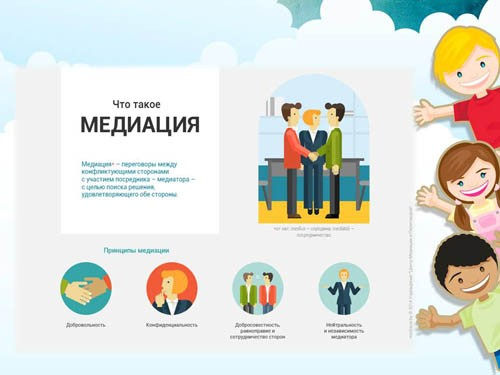 Что такое
МЕДИАЦИЯ
Медиация* – переговоры между
конфликтующими сторонами
с участием посредника – медиатора –
с целью поиска решения,
удовлетворяющего обе стороны.
сотрудничество
Принципы медиации
Добровольность
Конфиденциальность
Добросовестность,
равноправие и
сотрудничество сторон
Нейтральность
и независимость
медиатора